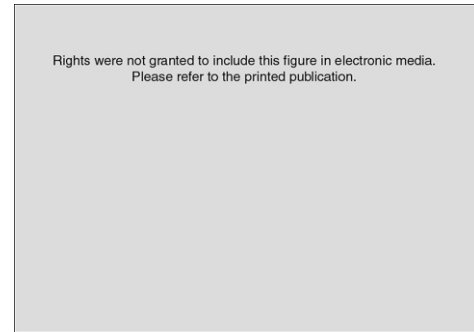 Rights were not granted to include this figure in electronic media.
Please refer to the printed publication.